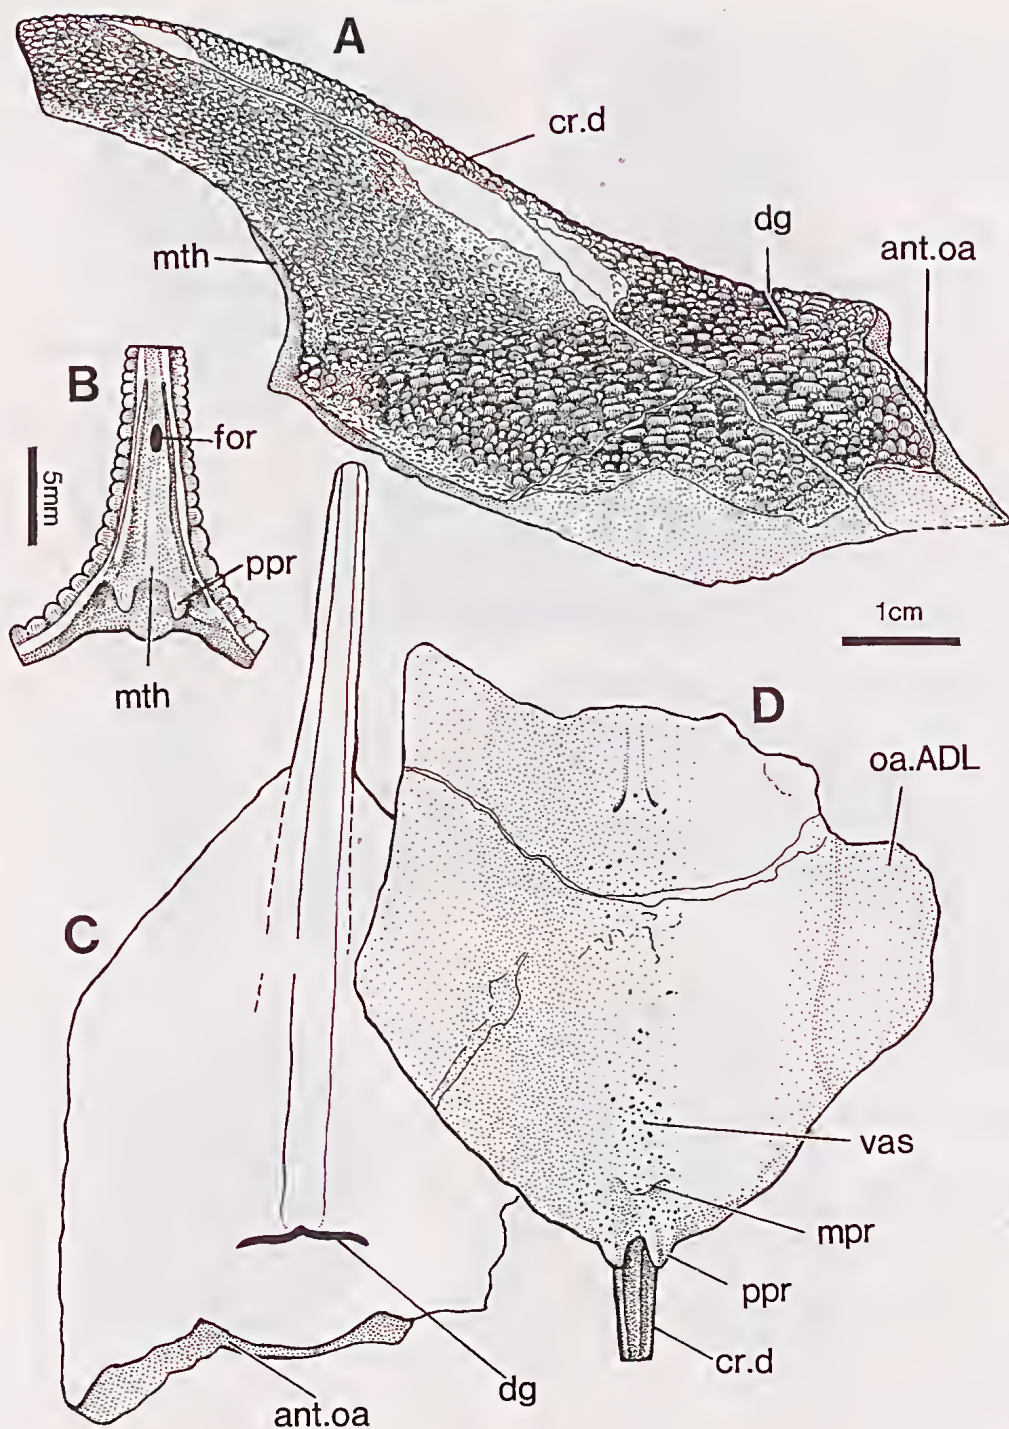 A
cr.d
dg
ant.oa
mth
B
for
5mm
ppr
mth
1cm
D
oa.ADL
C
vas
mpr
ppr
cr.d
dg
ant.oa